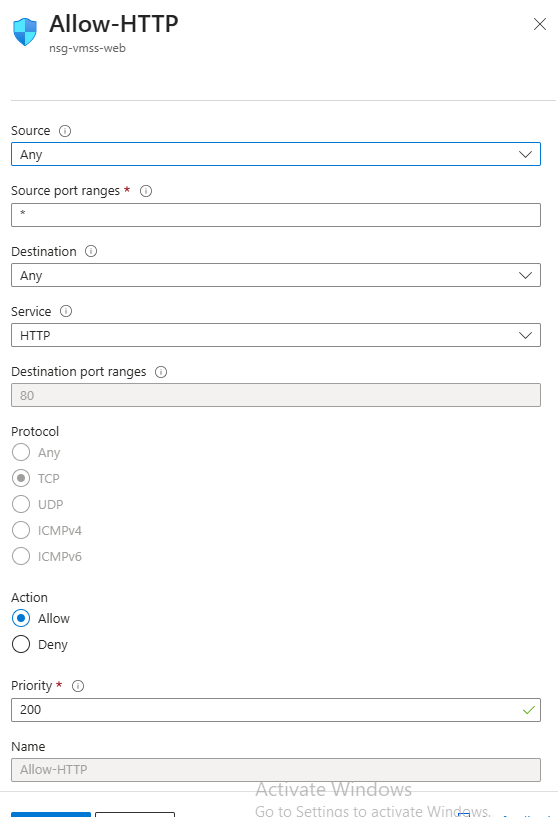 Allow-HTTP
nsg-vmss-web
Source
Any
Source port ranges *
*
Destination
Any
Service
HTTP
Destination port ranges
80
Protocol
Any
TCP
UDP
ICMPv4
ICMPv6
Action
Allow
Deny
Priority *
200
Name
Allow-HTTP
Activate Windows
Go to Settings to activate Windows.